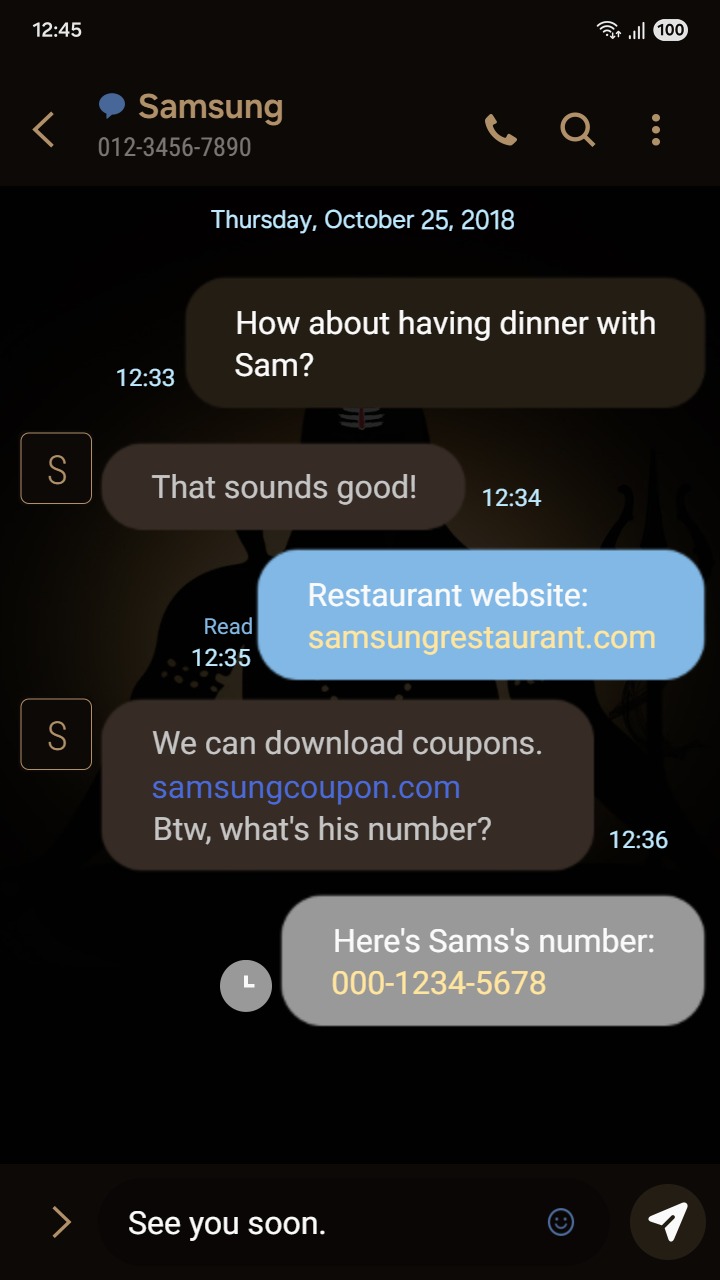 12:45
100
Samsung
012-3456-7890
Thursday, October 25, 2018
How about having dinner with
Sam?
12:33
S
That sounds good!
12:34
Restaurant website:
samsungrestaurant.com
Read
12:35
S
We can download coupons.
samsungcoupon.com
Btw, what's his number?
12:36
Here's Sams's number:
000-1234-5678
See you soon.